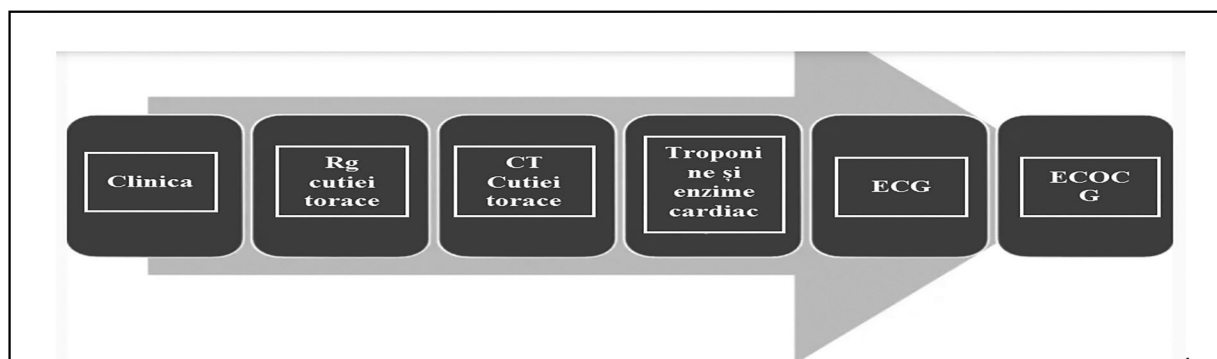 Clinica
Rg
cutiei
torace
CT
Cutiei
torace
Troponi
ne și
enzime
cardiac
ECG
ECOC
G